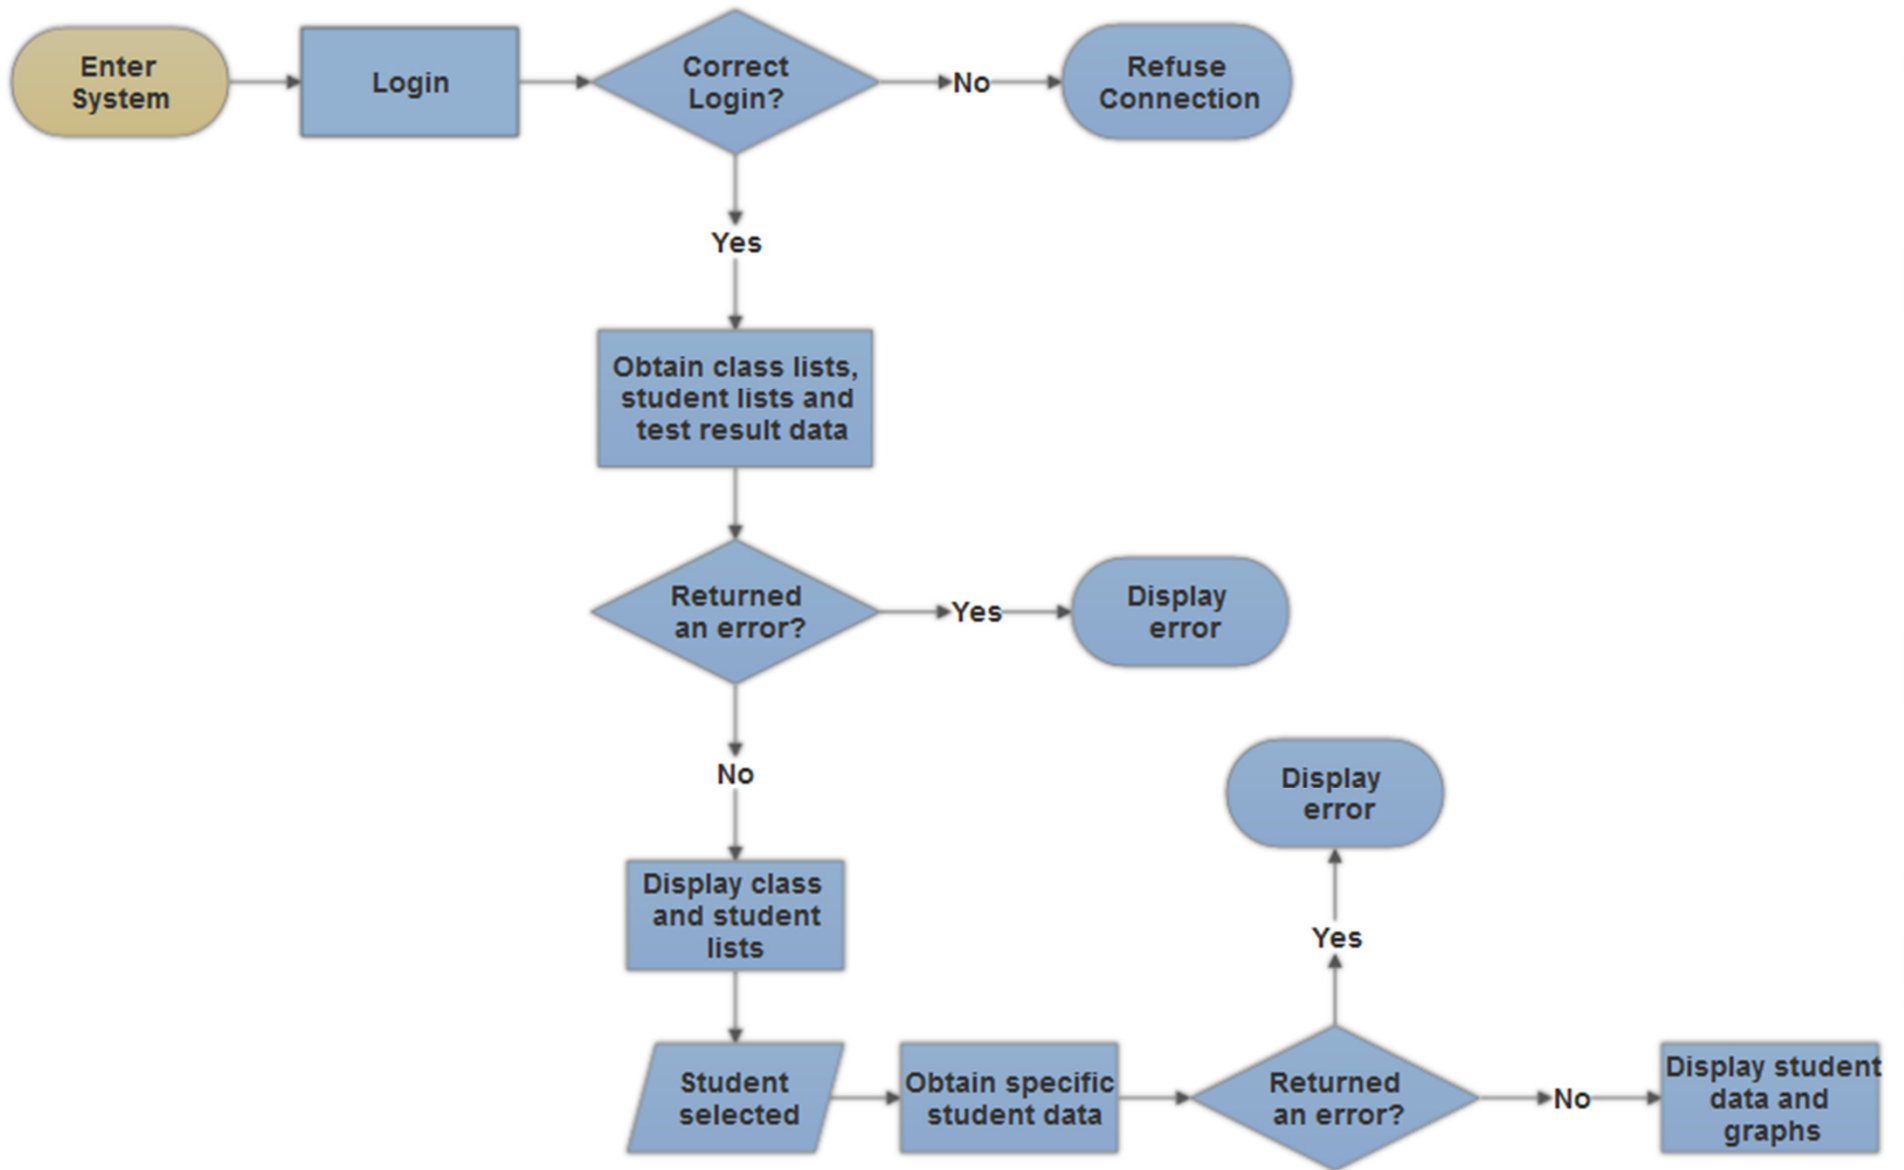 Enter
System
Login
Correct
Login?
No
Refuse
Connection
Yes
Obtain class lists,
student lists and
test result data
Returned
an error?
Yes
Display
error
No
Display class
and student
lists
Display
error
Yes
Student
selected
Obtain specific
student data
Returned
an error?
No
Display student
data and
graphs